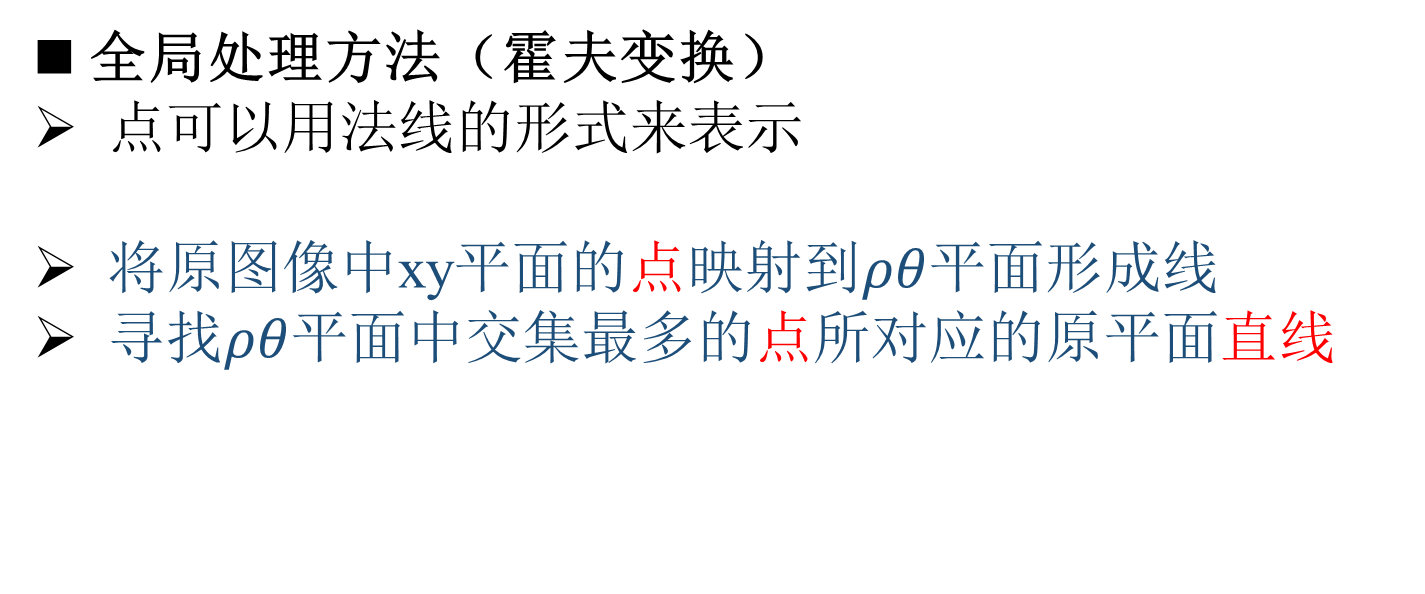 ■ 全局处理方法（霍夫变换）
➢ 点可以用法线的形式来表示
➢ 将原图像中xy平面的点映射到ρθ平面形成线
➢ 寻找ρθ平面中交集最多的点所对应的原平面直线